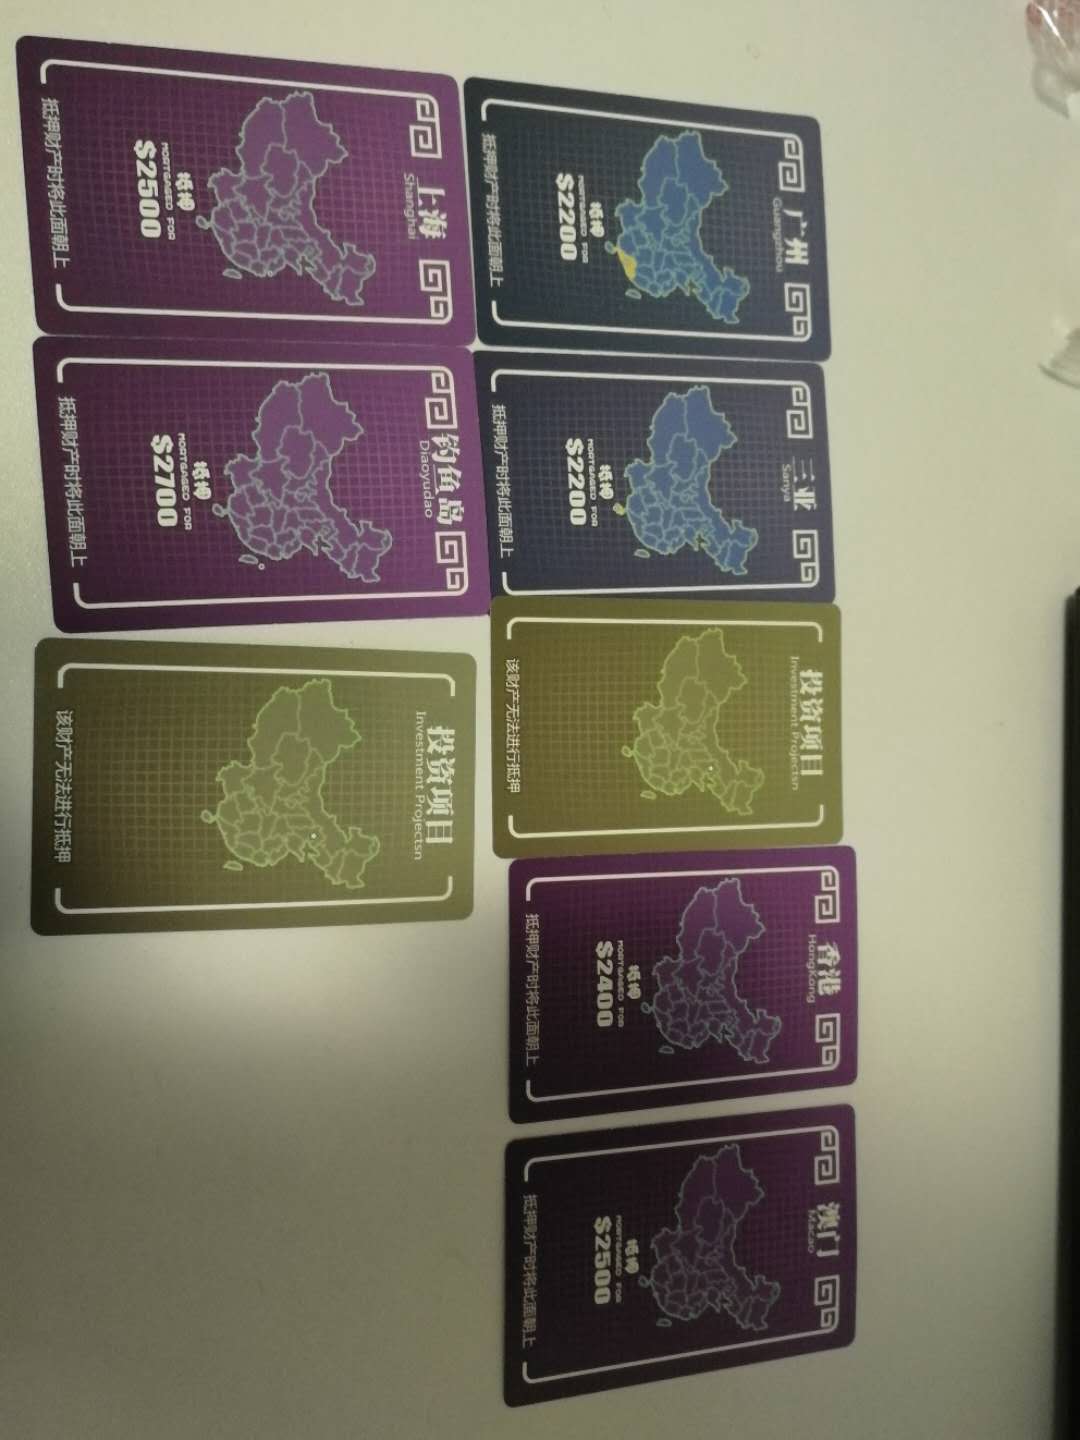 上海
Shanghai
抵押
MORTGAGED FOR
$2500
抵押财产时将此面朝上
广州
Guangzhou
抵押
MORTGAGED FOR
$2200
抵押财产时将此面朝上
钓鱼岛
Diaoyudao
抵押
MORTGAGED FOR
$2700
抵押财产时将此面朝上
三亚
Sanya
抵押
MORTGAGED FOR
$2200
抵押财产时将此面朝上
投资项目
Investment Projectsn
该财产无法进行抵押
投资项目
Investment Projectsn
该财产无法进行抵押
香港
HongKong
抵押
MORTGAGED FOR
$2400
抵押财产时将此面朝上
澳门
Macao
抵押
MORTGAGED FOR
$2500
抵押财产时将此面朝上